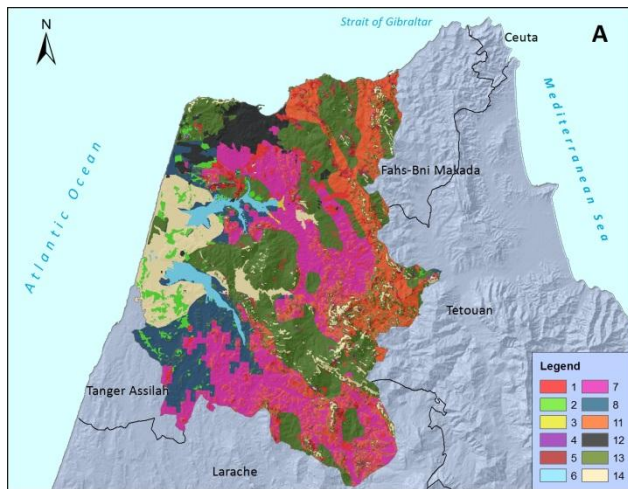 N
Strait of Gibraltar
A
Ceuta
Atlantic Ocean
Mediterranean Sea
Fahs-Bni Makada
Tetouan
Tanger Assilah
Larache
Legend
1 7
2 8
3 11
4 12
5 13
6 14